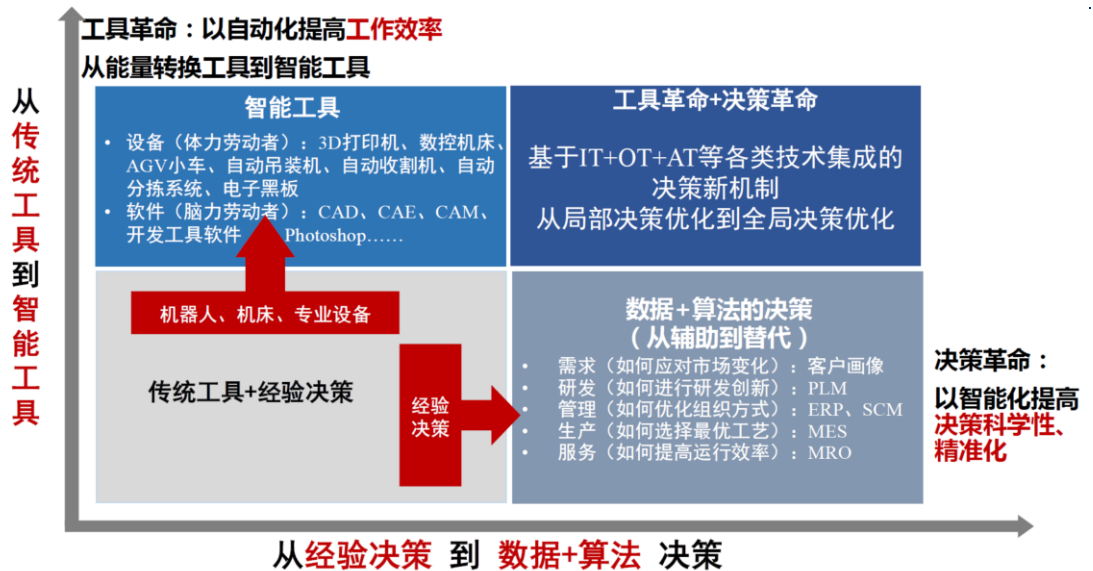 工具革命：以自动化提高工作效率
从能量转换工具到智能工具
从传统工具到智能工具
智能工具
• 设备（体力劳动者）：3D打印机、数控机床、
AGV小车、自动吊装机、自动收割机、自动
分拣系统、电子黑板
• 软件（脑力劳动者）：CAD、CAE、CAM、
开发工具软件 Photoshop……
工具革命+决策革命
基于IT+OT+AT等各类技术集成的
决策新机制
从局部决策优化到全局决策优化
机器人、机床、专业设备
传统工具+经验决策
经验
决策
数据+算法的决策
（从辅助到替代）
• 需求（如何应对市场变化）：客户画像
• 研发（如何进行研发创新）：PLM
• 管理（如何优化组织方式）：ERP、SCM
• 生产（如何选择最优工艺）：MES
• 服务（如何提高运行效率）：MRO
决策革命：
以智能化提高
决策科学性、
精准化
从经验决策 到 数据+算法 决策